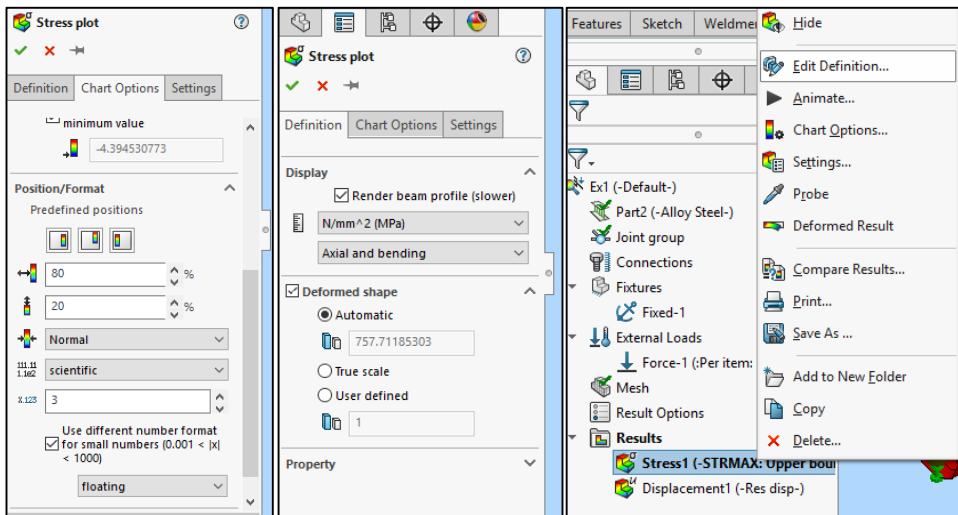 Stress plot
Definition
Chart Options
Settings
minimum value
-4.394530773
Position/Format
Predefined positions
80
%
20
%
Normal
111.11
1.1e2
scientific
x.123
3
Use different number format
for small numbers (0.001 < |x|
< 1000)
floating
Stress plot
Definition
Chart Options
Settings
Display
Render beam profile (slower)
N/mm^2 (MPa)
Axial and bending
Deformed shape
Automatic
757.71185303
True scale
User defined
1
Property
Features
Sketch
Weldme
Ex1 (-Default-)
Part2 (-Alloy Steel-)
Joint group
Connections
Fixtures
Fixed-1
External Loads
Force-1 (:Per item:
Mesh
Result Options
Results
Stress1 (-STRMAX: Upper bou
Displacement1 (-Res disp-)
Hide
Edit Definition...
Animate...
Chart Options...
Settings...
Probe
Deformed Result
Compare Results...
Print...
Save As ...
Add to New Folder
Copy
Delete...